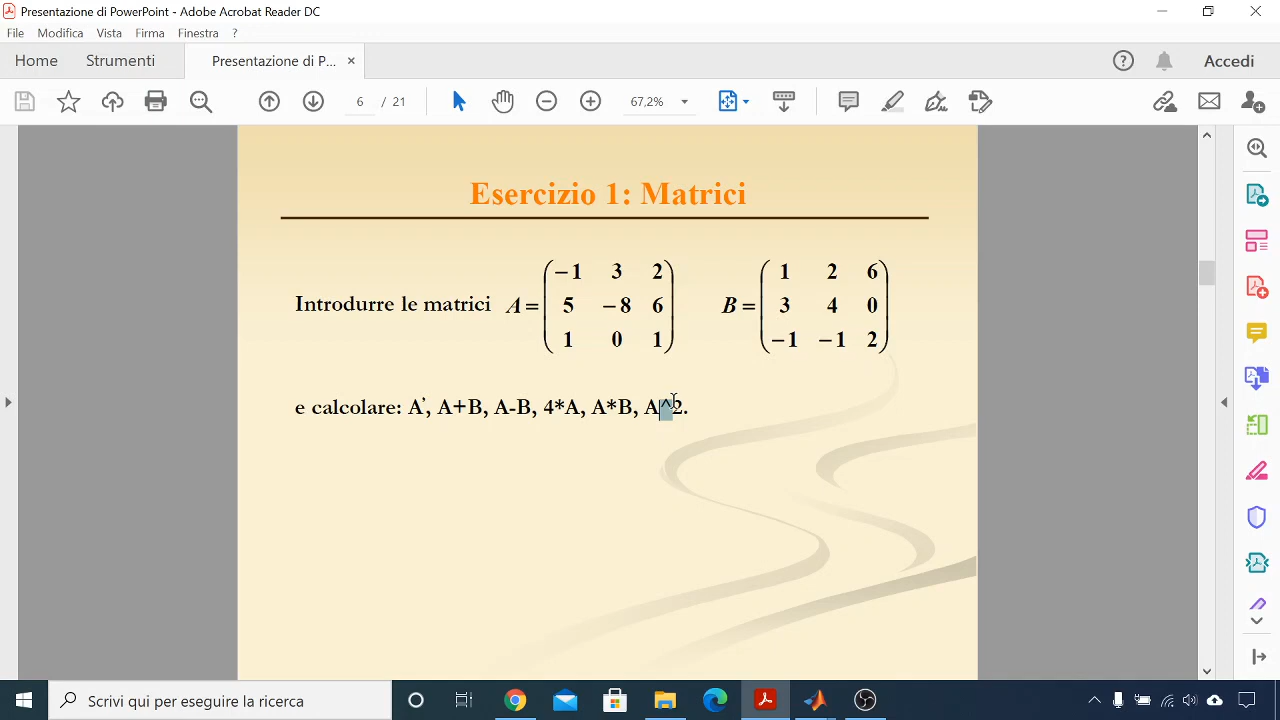 Presentazione di PowerPoint - Adobe Acrobat Reader DC
File Modifica Vista Firma Finestra ?
Home Strumenti Presentazione di P... × Accedi
6 / 21 67,2%
Esercizio 1: Matrici
Introdurre le matrici A = ( −1 3 2 B = ( 1 2 6
5 −8 6 3 4 0
1 0 1 ) −1 −1 2 )
e calcolare: A’, A+B, A-B, 4*A, A*B, A^2.
Scrivi qui per eseguire la ricerca